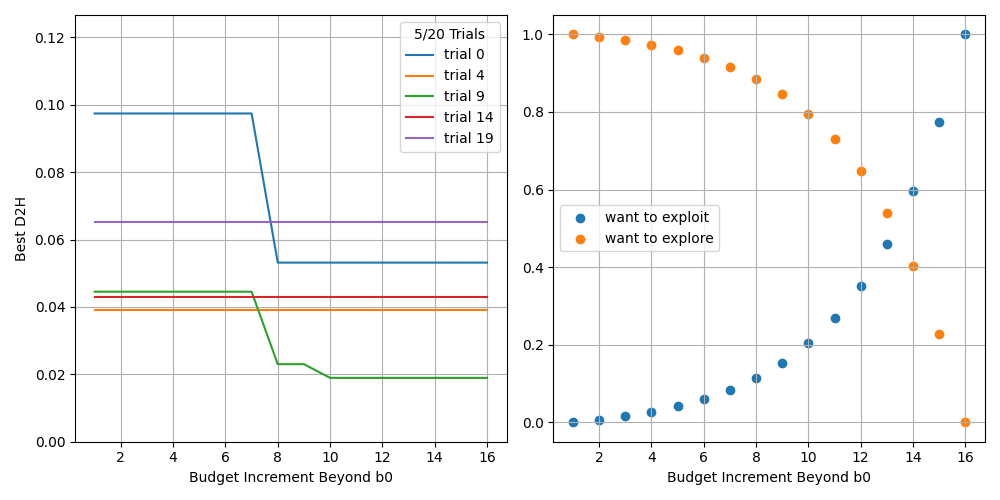 Best D2H
0.12
0.10
0.08
0.06
0.04
0.02
0.00
5/20 Trials
trial 0
trial 4
trial 9
trial 14
trial 19
2 4 6 8 10 12 14 16
Budget Increment Beyond b0
1.0
0.8
0.6
0.4
0.2
0.0
want to exploit
want to explore
2 4 6 8 10 12 14 16
Budget Increment Beyond b0